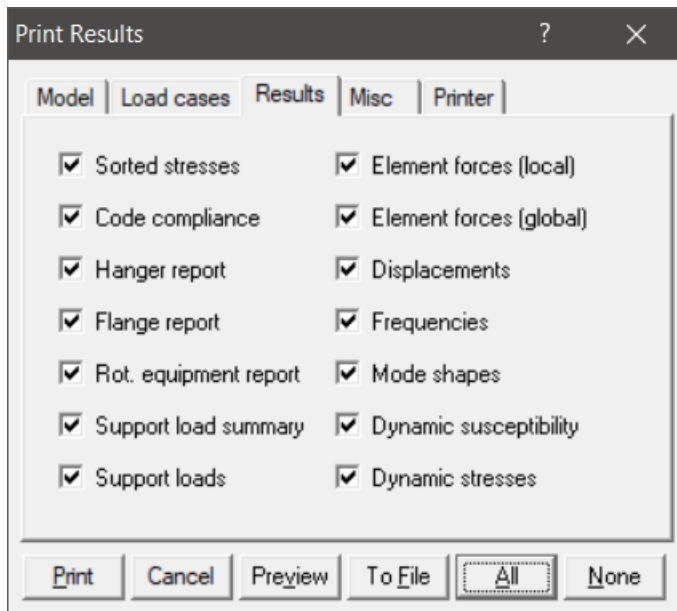 Print Results ?
Model Load cases Results Misc Printer
Sorted stresses Element forces (local)
Code compliance Element forces (global)
Hanger report Displacements
Flange report Frequencies
Rot. equipment report Mode shapes
Support load summary Dynamic susceptibility
Support loads Dynamic stresses
Print Cancel Preview To File All None